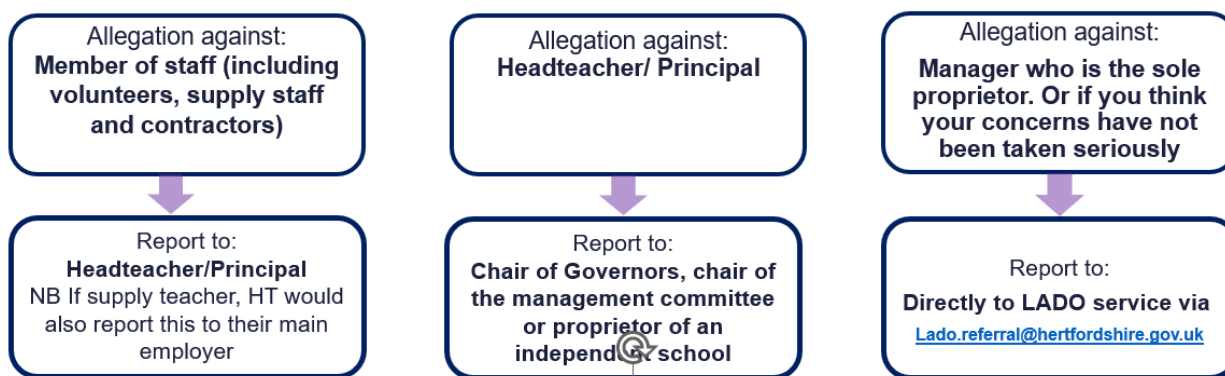 Allegation against:
Member of staff (including
volunteers, supply staff
and contractors)
Report to:
Headteacher/Principal
NB If supply teacher, HT would
also report this to their main
employer
Allegation against:
Headteacher/ Principal
Report to:
Chair of Governors, chair of
the management committee
or proprietor of an
independent school
Allegation against:
Manager who is the sole
proprietor. Or if you think
your concerns have not
been taken seriously
Report to:
Directly to LADO service via
Lado.referral@hertfordshire.gov.uk